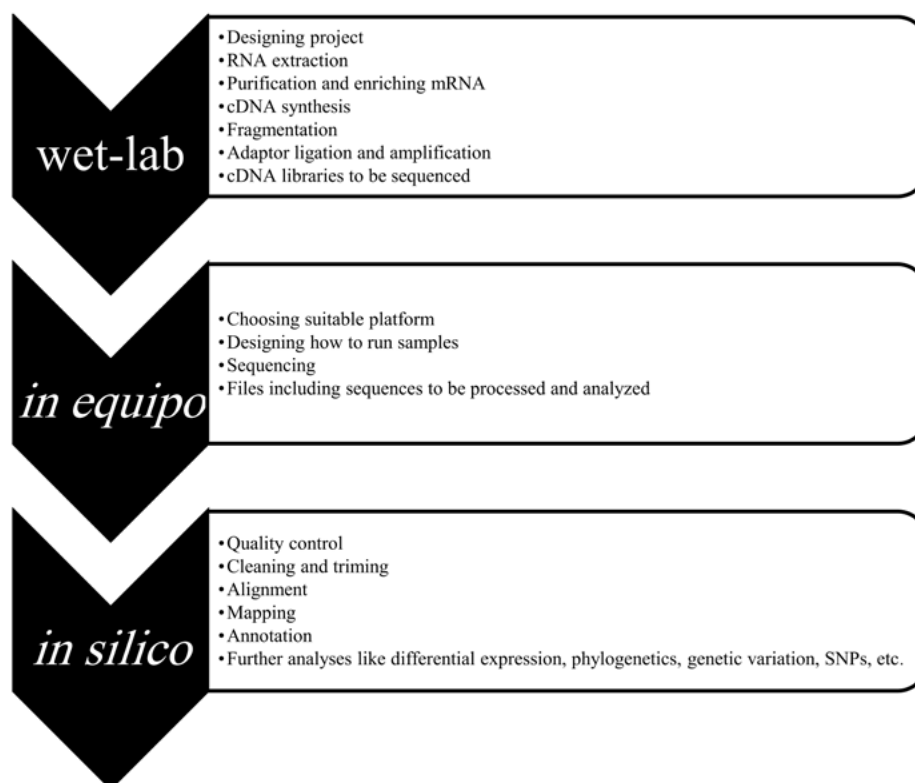 wet-lab
•Designing project
•RNA extraction
•Purification and enriching mRNA
•cDNA synthesis
•Fragmentation
•Adaptor ligation and amplification
•cDNA libraries to be sequenced
in equipo
•Choosing suitable platform
•Designing how to run samples
•Sequencing
•Files including sequences to be processed and analyzed
in silico
•Quality control
•Cleaning and triming
•Alignment
•Mapping
•Annotation
•Further analyses like differential expression, phylogenetics, genetic variation, SNPs, etc.